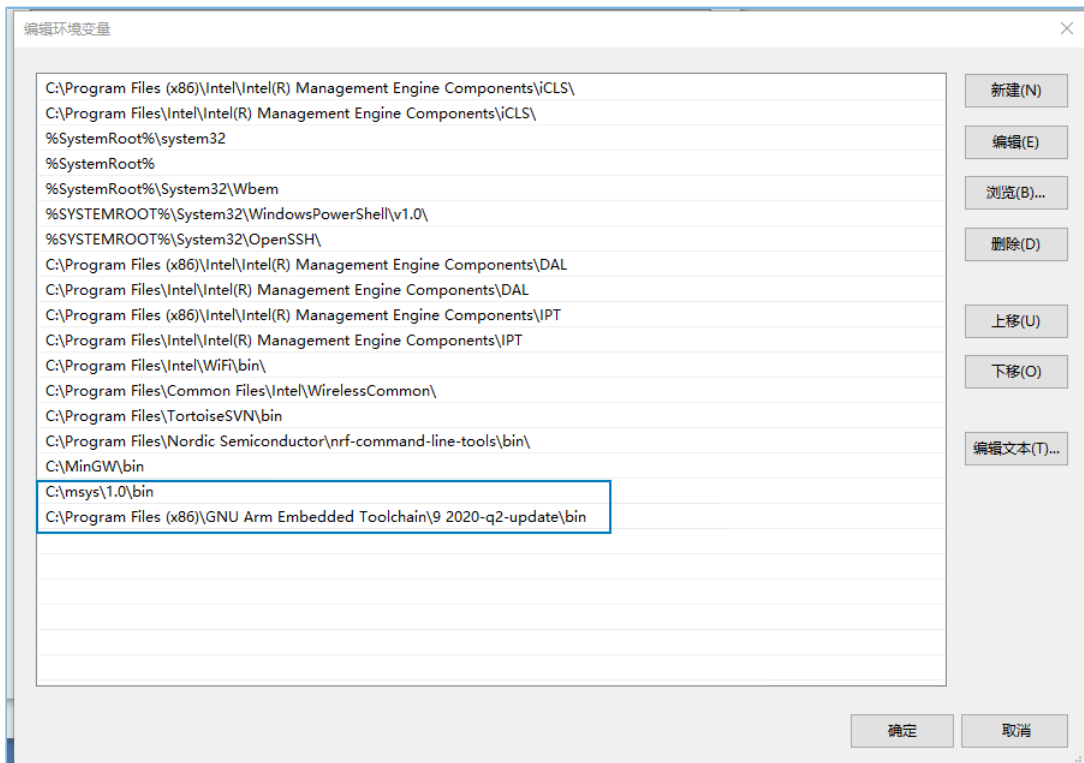 编辑环境变量
C:\Program Files (x86)\Intel\Intel(R) Management Engine Components\iCLS\
C:\Program Files\Intel\Intel(R) Management Engine Components\iCLS\
%SystemRoot%\system32
%SystemRoot%
%SystemRoot%\System32\Wbem
%SYSTEMROOT%\System32\WindowsPowerShell\v1.0\
%SYSTEMROOT%\System32\OpenSSH\
C:\Program Files (x86)\Intel\Intel(R) Management Engine Components\DAL
C:\Program Files\Intel\Intel(R) Management Engine Components\DAL
C:\Program Files (x86)\Intel\Intel(R) Management Engine Components\IPT
C:\Program Files\Intel\Intel(R) Management Engine Components\IPT
C:\Program Files\Intel\WiFi\bin\
C:\Program Files\Common Files\Intel\WirelessCommon\
C:\Program Files\TortoiseSVN\bin
C:\Program Files\Nordic Semiconductor\nrf-command-line-tools\bin\
C:\MinGW\bin
C:\msys\1.0\bin
C:\Program Files (x86)\GNU Arm Embedded Toolchain\9 2020-q2-update\bin
新建(N)
编辑(E)
浏览(B)...
删除(D)
上移(U)
下移(O)
编辑文本(T)...
确定
取消